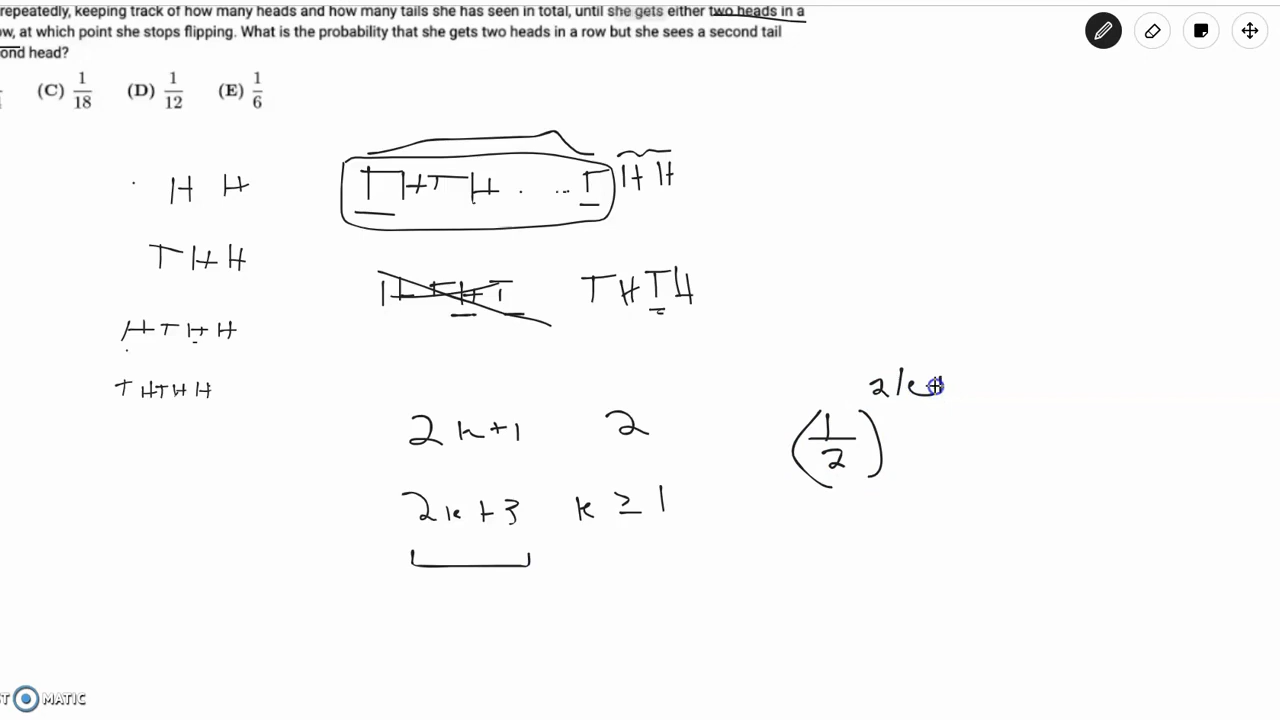 repeatedly, keeping track of how many heads and how many tails she has seen in total, until she gets either two heads in a
ow, at which point she stops flipping. What is the probability that she gets two heads in a row but she sees a second tail
ond head?
(C) 1/18 (D) 1/12 (E) 1/6
H H
T H H
H T H H
T H T H H
T H T H . ... T H H
H T H T
T H T H
2k+1 2
2k+3 k ≥ 1
(1/2)^2k+
ST MATIC